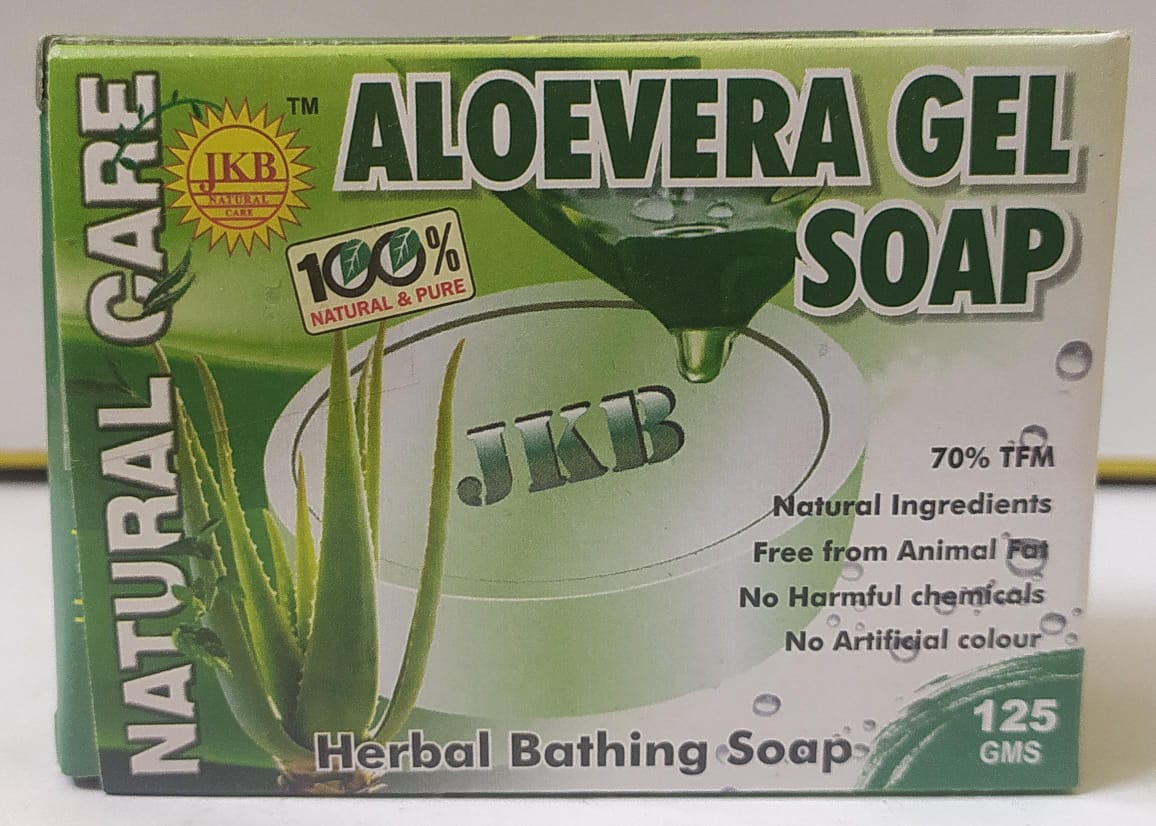 NATURAL CARE
JKB
NATURAL
CARE
TM
ALOEVERA GEL
SOAP
100%
NATURAL & PURE
JKB
70% TFM
Natural Ingredients
Free from Animal Fat
No Harmful chemicals
No Artificial colour
125
GMS
Herbal Bathing Soap